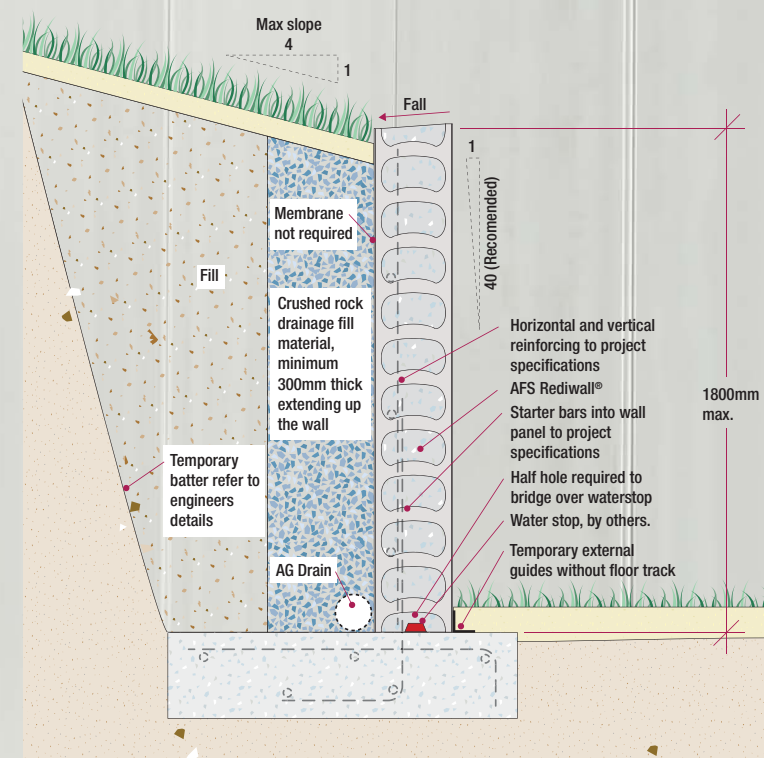 Max slope
4
1
Fall
1
40 (Recomended)
Membrane
not required
Fill
Crushed rock
drainage fill
material,
minimum
300mm thick
extending up
the wall
Horizontal and vertical
reinforcing to project
specifications
AFS Rediwall®
Starter bars into wall
panel to project
specifications
1800mm
max.
Temporary
batter refer to
engineers
details
Half hole required to
bridge over waterstop
Water stop, by others.
Temporary external
guides without floor track
AG Drain